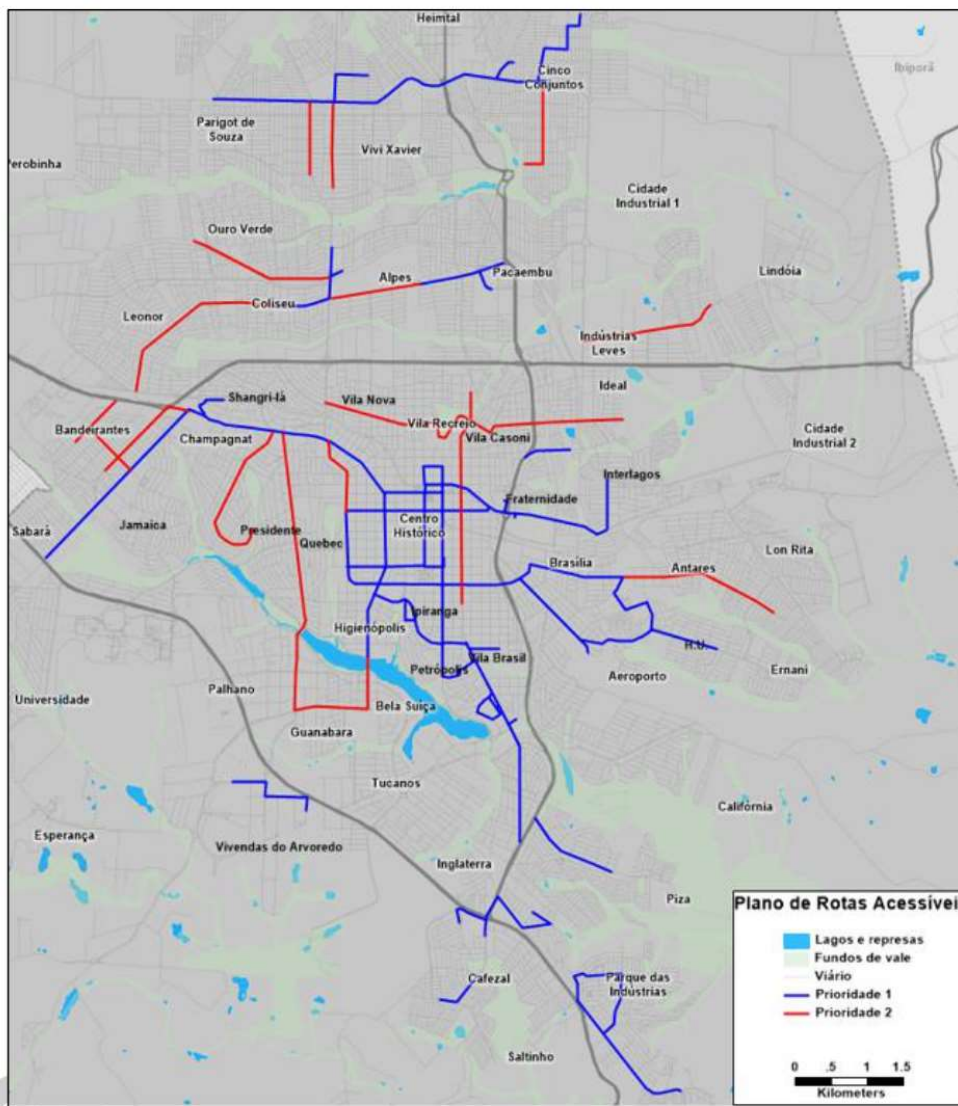 Heimtal
Ibiporã
Cinco
Conjuntos
Parigot de
Souza
Vivi Xavier
Perobinha
Cidade
Industrial 1
Ouro Verde
Lindóia
Pacaembu
Alpes
Coliseu
Leonor
Indústrias
Leves
Ideal
Shangri-lá
Vila Nova
Vila Recreio
Bandeirantes
Champagnat
Vila Casoni
Cidade
Industrial 2
Interlagos
Fraternidade
Centro
Histórico
Sabará
Jamaica
Presidente
Quebec
Lon Rita
Brasília
Antares
Ipiranga
Higienópolis
H.U.
Vila Brasil
Petrópolis
Aeroporto
Ernani
Universidade
Palhano
Bela Suiça
Guanabara
Tucanos
Califórnia
Esperança
Vivendas do Arvoredo
Inglaterra
Piza
Cafezal
Parque das
Indústrias
Saltinho
Plano de Rotas Acessívei
Lagos e represas
Fundos de vale
Viário
Prioridade 1
Prioridade 2
0 .5 1 1.5
Kilometers